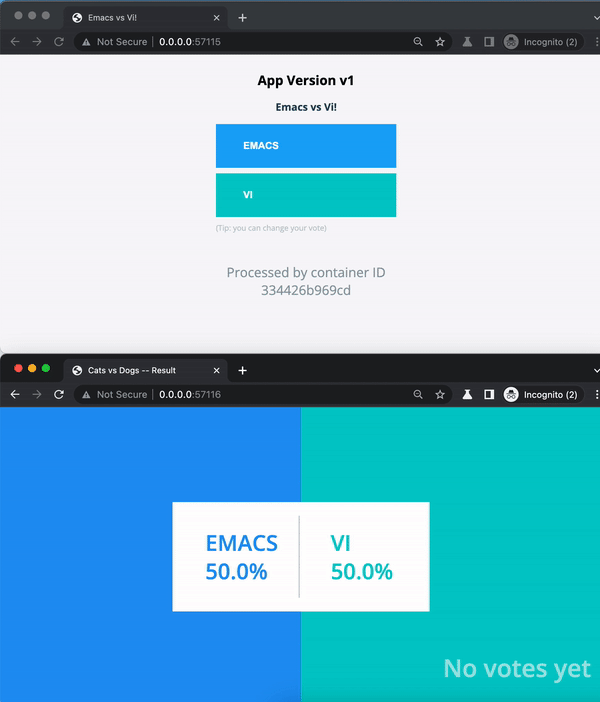 Emacs vs Vi!
Not Secure | 0.0.0.0:57115
Incognito (2)
App Version v1
Emacs vs Vi!
EMACS
VI
(Tip: you can change your vote)
Processed by container ID
334426b969cd
Cats vs Dogs -- Result
Not Secure | 0.0.0.0:57116
Incognito (2)
EMACS
VI
50.0%
50.0%
No votes yet